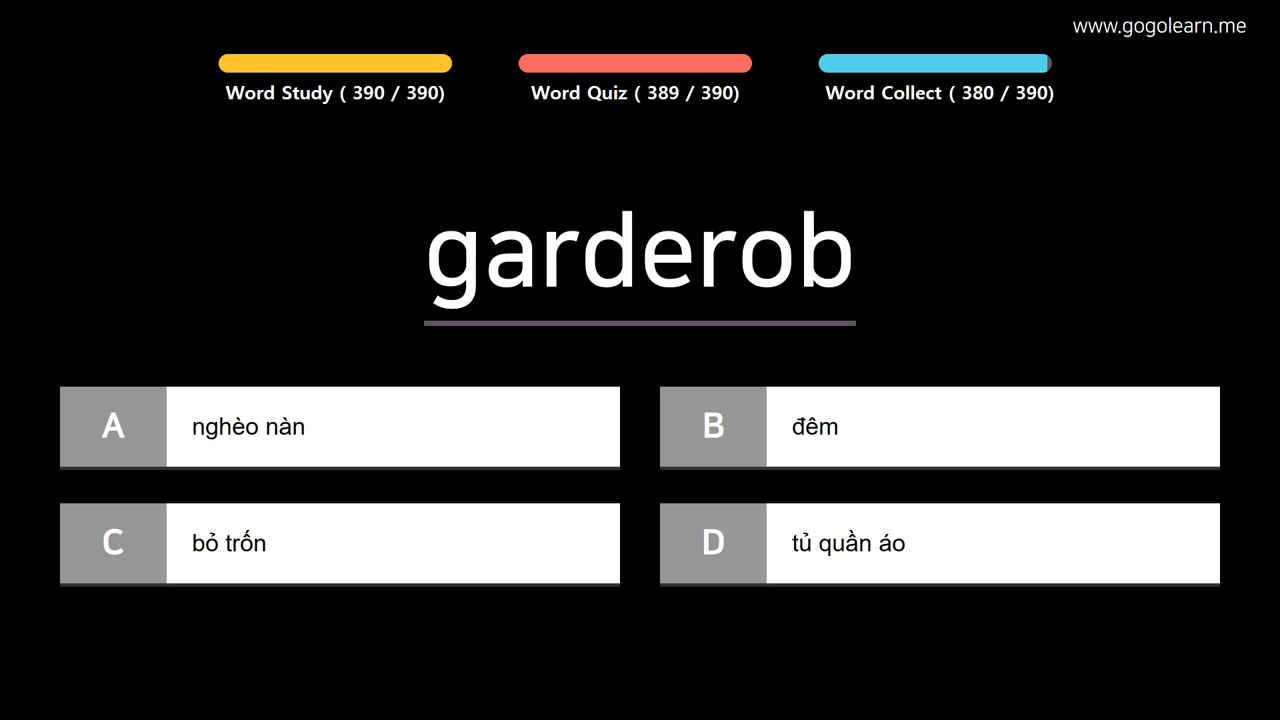 www.gogolearn.me
Word Study ( 390 / 390)
Word Quiz ( 389 / 390)
Word Collect ( 380 / 390)
garderob
A nghèo nàn
B đêm
C bỏ trốn
D tủ quần áo